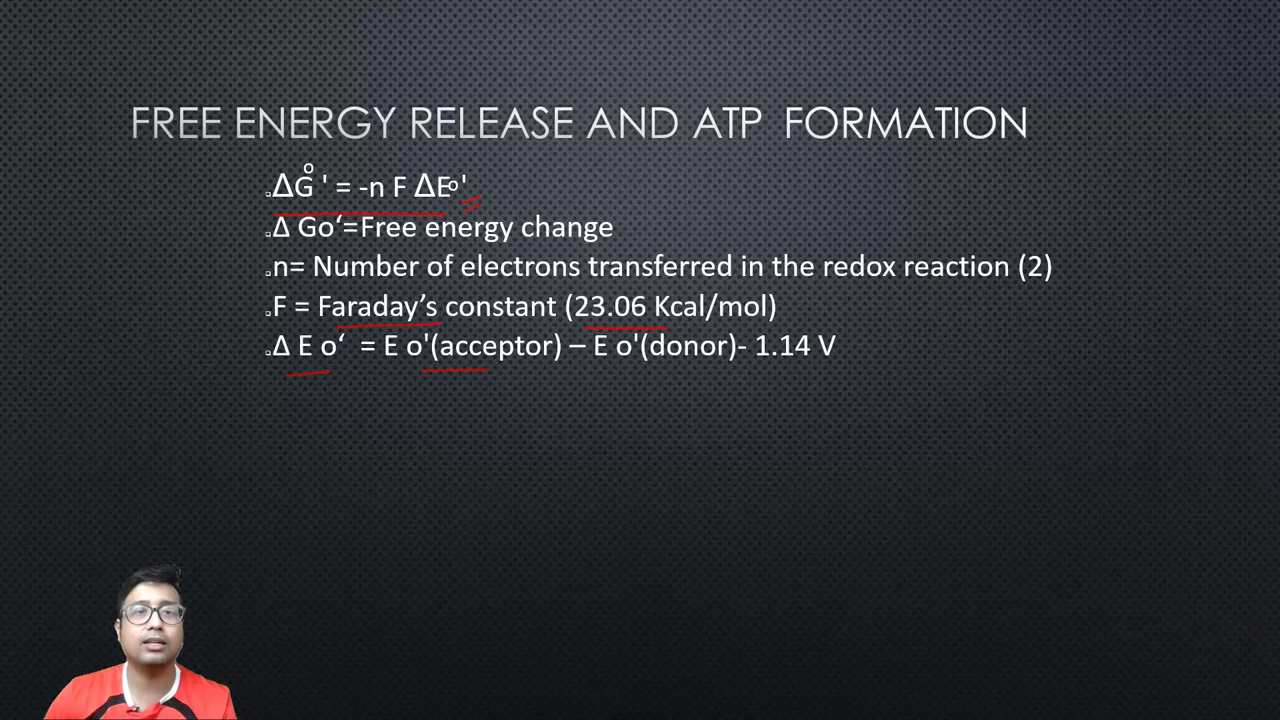 FREE ENERGY RELEASE AND ATP FORMATION
ΔG° ' = -n F ΔE°'
Δ Go‘=Free energy change
n= Number of electrons transferred in the redox reaction (2)
F = Faraday’s constant (23.06 Kcal/mol)
Δ E o‘ = E o'(acceptor) – E o'(donor)- 1.14 V